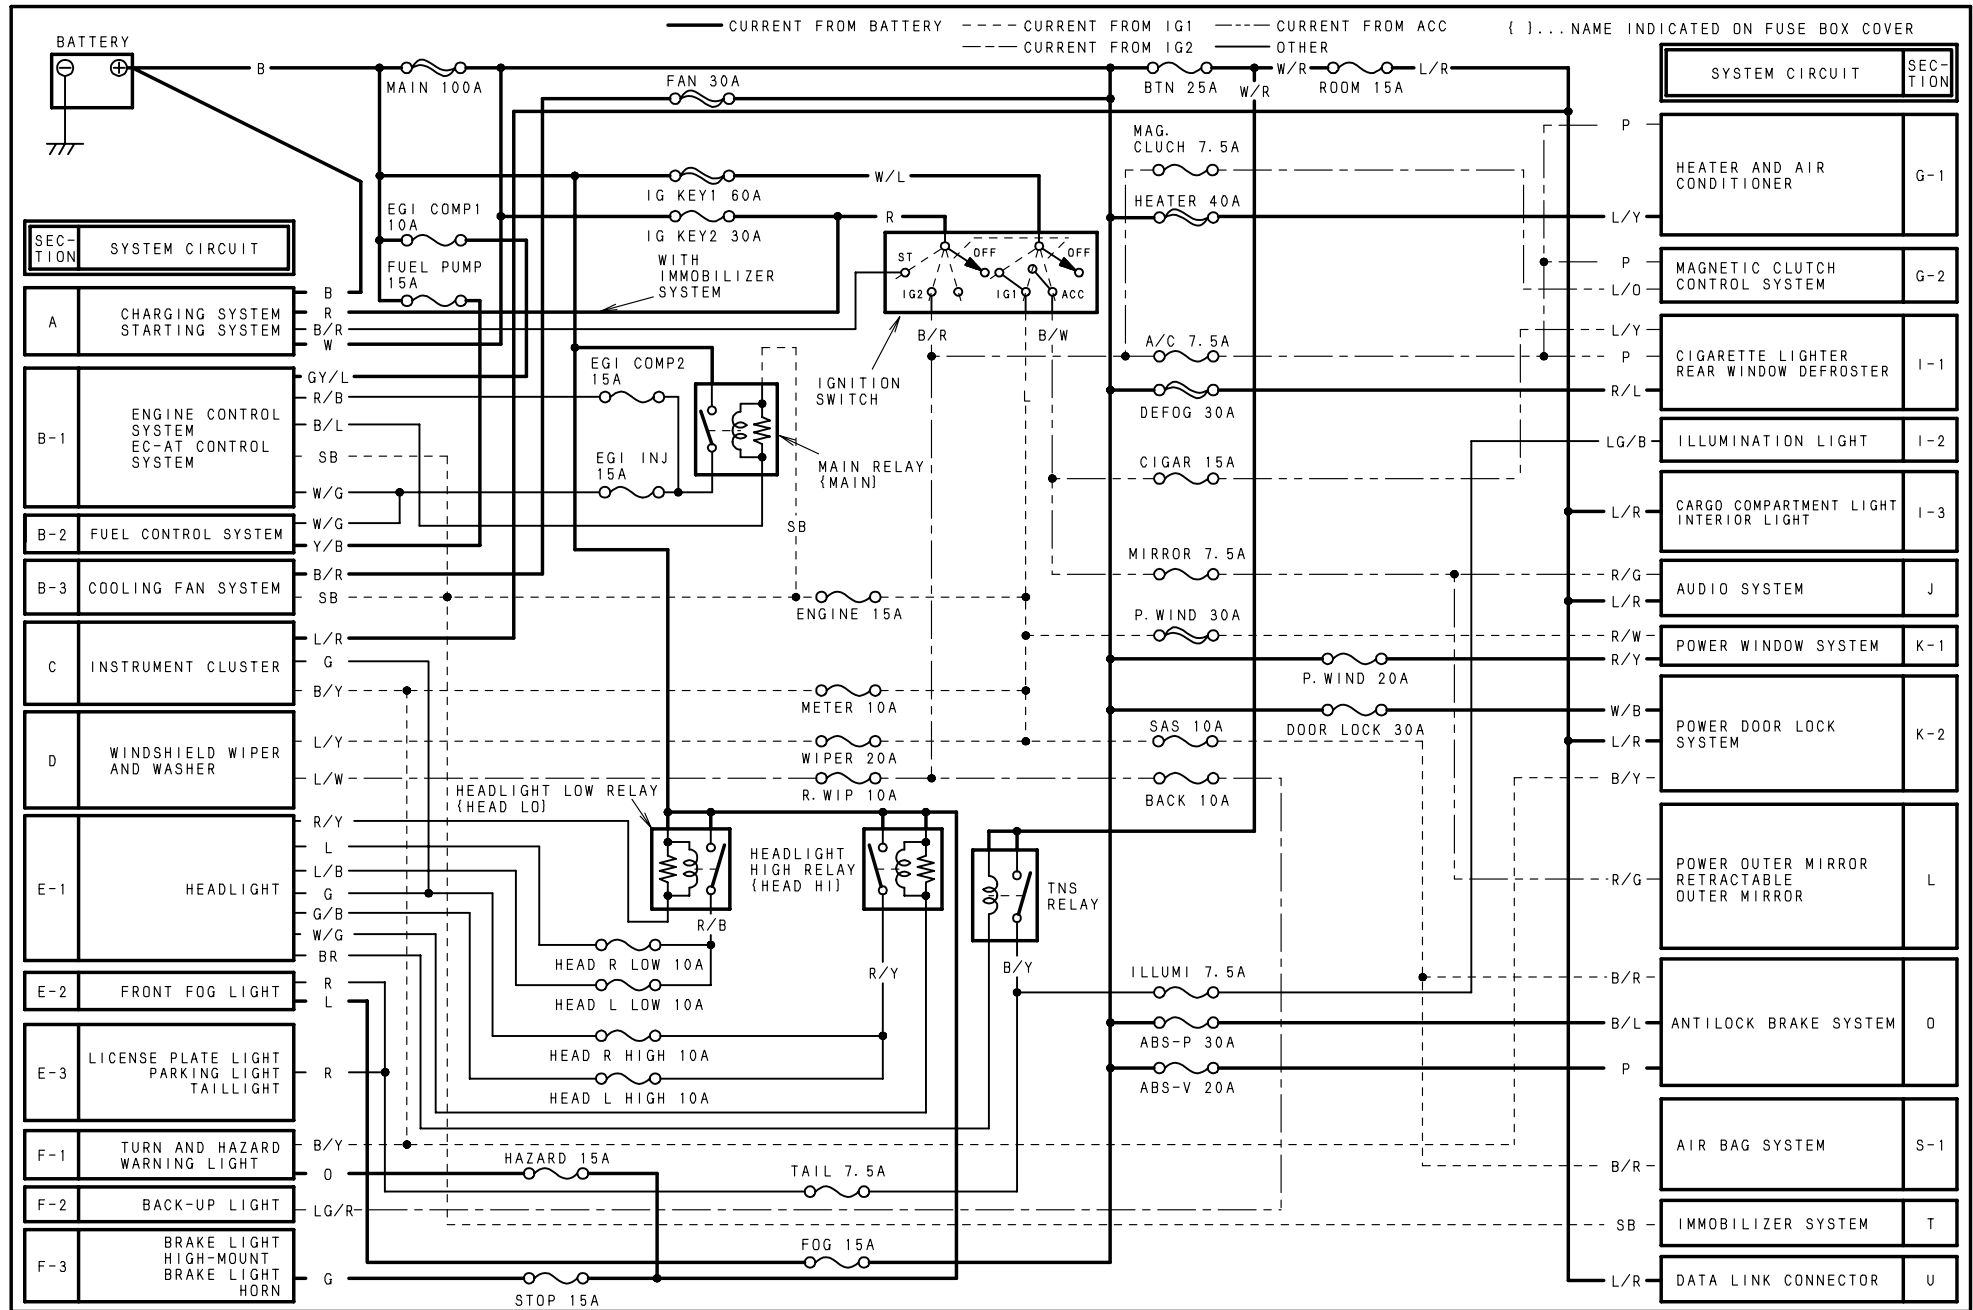 CURRENT FROM BATTERY
CURRENT FROM IG1
CURRENT FROM ACC
{ }...NAME INDICATED ON FUSE BOX COVER
CURRENT FROM IG2
OTHER
BATTERY
B
MAIN 100A
FAN 30A
BTN 25A
W/R
W/R
ROOM 15A
L/R
SYSTEM CIRCUIT
SEC-
TION
MAG.
CLUCH 7.5A
P
HEATER AND AIR
CONDITIONER
G-1
IG KEY1 60A
W/L
HEATER 40A
L/Y
EGI COMP1
10A
IG KEY2 30A
R
SEC-
TION
SYSTEM CIRCUIT
FUEL PUMP
15A
WITH
IMMOBILIZER
SYSTEM
ST
OFF
OFF
IG2
IG1
ACC
P
L/O
MAGNETIC CLUTCH
CONTROL SYSTEM
G-2
A
CHARGING SYSTEM
STARTING SYSTEM
B
R
B/R
W
B/R
B/W
A/C 7.5A
L/Y
P
R/L
CIGARETTE LIGHTER
REAR WINDOW DEFROSTER
I-1
EGI COMP2
15A
IGNITION
SWITCH
L
DEFOG 30A
B-1
ENGINE CONTROL
SYSTEM
EC-AT CONTROL
SYSTEM
GY/L
R/B
B/L
SB
W/G
EGI INJ
15A
MAIN RELAY
{MAIN}
CIGAR 15A
LG/B
ILLUMINATION LIGHT
I-2
L/R
CARGO COMPARTMENT LIGHT
INTERIOR LIGHT
I-3
B-2
FUEL CONTROL SYSTEM
W/G
Y/B
SB
B-3
COOLING FAN SYSTEM
B/R
SB
ENGINE 15A
MIRROR 7.5A
R/G
L/R
AUDIO SYSTEM
J
P.WIND 30A
R/W
R/Y
POWER WINDOW SYSTEM
K-1
P.WIND 20A
C
INSTRUMENT CLUSTER
L/R
G
B/Y
METER 10A
SAS 10A
DOOR LOCK 30A
W/B
L/R
B/Y
POWER DOOR LOCK
SYSTEM
K-2
D
WINDSHIELD WIPER
AND WASHER
L/Y
L/W
WIPER 20A
R.WIP 10A
BACK 10A
HEADLIGHT LOW RELAY
{HEAD LO}
E-1
HEADLIGHT
R/Y
L
L/B
G
G/B
W/G
BR
HEADLIGHT
HIGH RELAY
{HEAD HI}
TNS
RELAY
R/G
POWER OUTER MIRROR
RETRACTABLE
OUTER MIRROR
L
R/B
HEAD R LOW 10A
R/Y
B/Y
ILLUMI 7.5A
HEAD L LOW 10A
E-2
FRONT FOG LIGHT
R
L
B/R
B/L
P
ANTILOCK BRAKE SYSTEM
O
ABS-P 30A
HEAD R HIGH 10A
E-3
LICENSE PLATE LIGHT
PARKING LIGHT
TAILLIGHT
R
ABS-V 20A
HEAD L HIGH 10A
F-1
TURN AND HAZARD
WARNING LIGHT
B/Y
O
HAZARD 15A
TAIL 7.5A
B/R
AIR BAG SYSTEM
S-1
F-2
BACK-UP LIGHT
LG/R
SB
IMMOBILIZER SYSTEM
T
F-3
BRAKE LIGHT
HIGH-MOUNT
BRAKE LIGHT
HORN
G
STOP 15A
FOG 15A
L/R
DATA LINK CONNECTOR
U